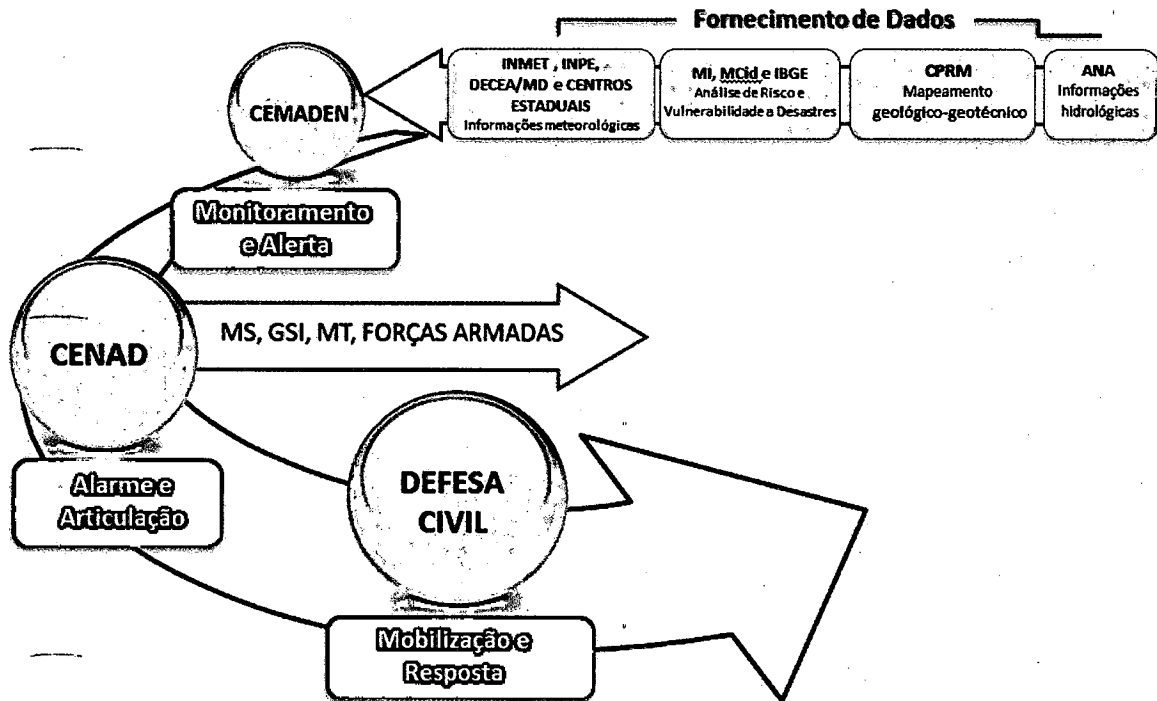 Fornecimento de Dados
INMET , INPE,
DECEA/MD e CENTROS
ESTADUAIS
Informações meteorológicas
MI, MCid e IBGE
Análise de Risco e
Vulnerabilidade a Desastres
CPRM
Mapeamento
geológico-geotécnico
ANA
Informações
hidrológicas
CEMADEN
Monitoramento
e Alerta
CENAD
MS, GSI, MT, FORÇAS ARMADAS
Alarme e
Articulação
DEFESA
CIVIL
Mobilização e
Resposta